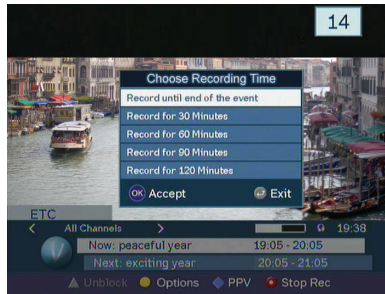 14
Choose Recording Time
Record until end of the event
Record for 30 Minutes
Record for 60 Minutes
Record for 90 Minutes
Record for 120 Minutes
OK Accept Exit
ETC
< All Channels > 19:38
Now: peaceful year 19:05 - 20:05
Next: exciting year 20:05 - 21:05
Unblock Options PPV Stop Rec